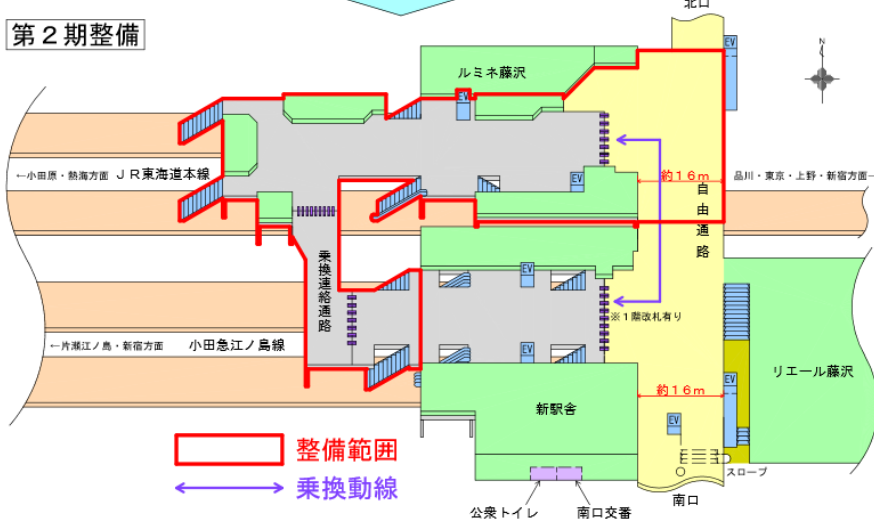 北口
第２期整備
EV
N
ルミネ藤沢
EV
←小田原・熱海方面 ＪＲ東海道本線
EV
約１６ｍ
品川・東京・上野・新宿方面→
自由通路
乗換連絡通路
EV
※１階改札有り
←片瀬江ノ島・新宿方面 小田急江ノ島線
EV
EV
リエール藤沢
約１６ｍ
新駅舎
EV
整備範囲
スロープ
乗換動線
公衆トイレ
南口交番
南口